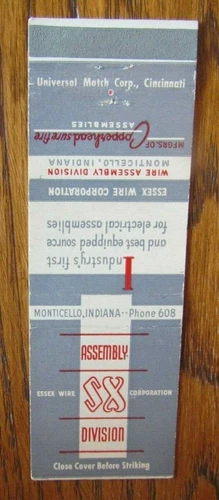 Universal Match Corp., Cincinnati
MFGRS. OF Copperhead sure fire
ASSEMBLIES
WIRE ASSEMBLY DIVISION
MONTICELLO, INDIANA
ESSEX WIRE CORPORATION
Industry's first
and best equipped source
for electrical assemblies
MONTICELLO, INDIANA--Phone 608
ASSEMBLY
ESSEX WIRE SX CORPORATION
DIVISION
Close Cover Before Striking